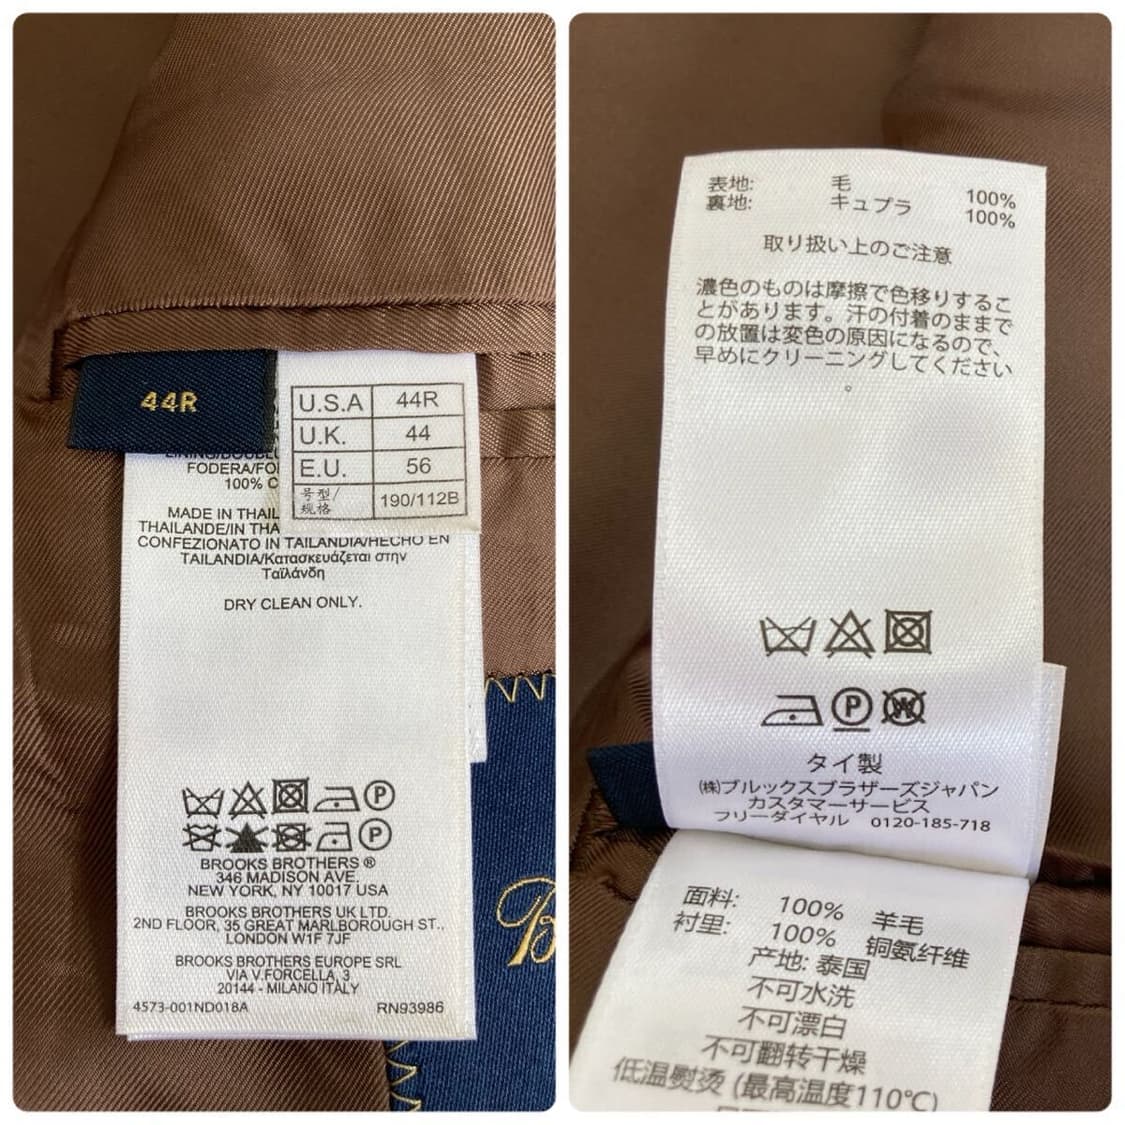 44R
U.S.A 44R
U.K. 44
E.U. 56
号型/规格 190/112B
FODERA/FO
100% C
MADE IN THAIL
THAILANDE/IN THA
CONFEZIONATO IN TAILANDIA/HECHO EN
TAILANDIA/Κατασκευάζεται στην
Ταϊλάνδη
DRY CLEAN ONLY.
P
P
BROOKS BROTHERS ®
346 MADISON AVE.
NEW YORK, NY 10017 USA
BROOKS BROTHERS UK LTD.
2ND FLOOR, 35 GREAT MARLBOROUGH ST.,
LONDON W1F 7JF
BROOKS BROTHERS EUROPE SRL
VIA V.FORCELLA, 3
20144 - MILANO ITALY
4573-001ND018A RN93986
B
表地: 毛 100%
裏地: キュプラ 100%
取り扱い上のご注意
濃色のものは摩擦で色移りするこ
とがあります。汗の付着のままで
の放置は変色の原因になるので、
早めにクリーニングしてください
。
P W
タイ製
㈱ブルックスブラザーズジャパン
カスタマーサービス
フリーダイヤル 0120-185-718
面料: 100% 羊毛
衬里: 100% 铜氨纤维
产地: 泰国
不可水洗
不可漂白
不可翻转干燥
低温熨烫 (最高温度110℃)